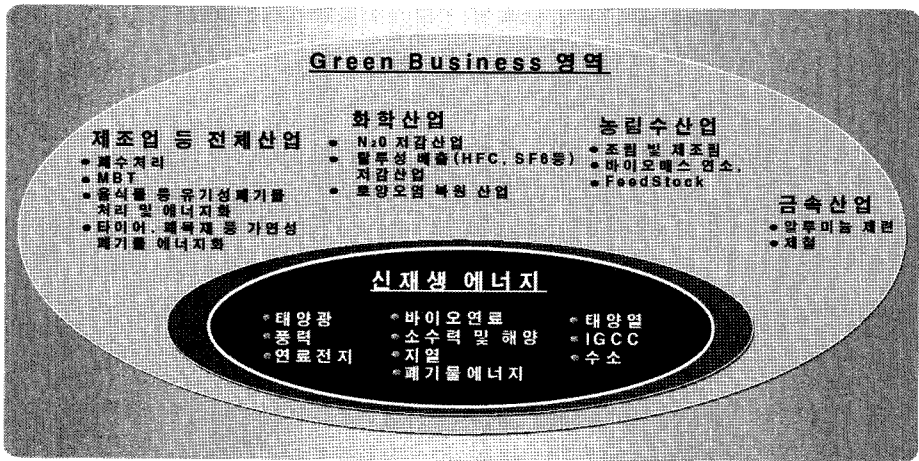 Green Business 영역
제조업 등 전체산업
• 폐수처리
• MBT
• 음식물 등 유기성폐기물
처리 및 에너지화
• 타이어, 폐목재 등 가연성
폐기물 에너지화
화학산업
• N₂0 저감산업
• 탈루성 배출(HFC, SF6등)
저감산업
• 토양오염 복원 산업
농림수산업
• 조림 및 재조림
• 바이오매스 연소,
• FeedStock
금속산업
• 알루미늄 제련
• 제철
신재생 에너지
• 태양광
• 풍력
• 연료전지
• 바이오연료
• 소수력 및 해양
• 지열
• 폐기물에너지
• 태양열
• IGCC
• 수소